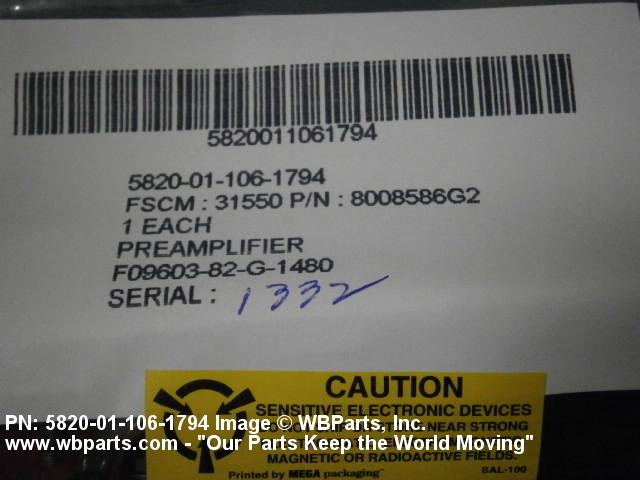 5820011061794
5820-01-106-1794
FSCM : 31550 P/N : 8008586G2
1 EACH
PREAMPLIFIER
F09603-82-G-1480
SERIAL : 1332
CAUTION
SENSITIVE ELECTRONIC DEVICES
NEAR STRONG
MAGNETIC OR RADIOACTIVE FIELDS.
Printed by MEGA packaging SAL-100
PN: 5820-01-106-1794 Image © WBParts, Inc.
www.wbparts.com - "Our Parts Keep the World Moving"